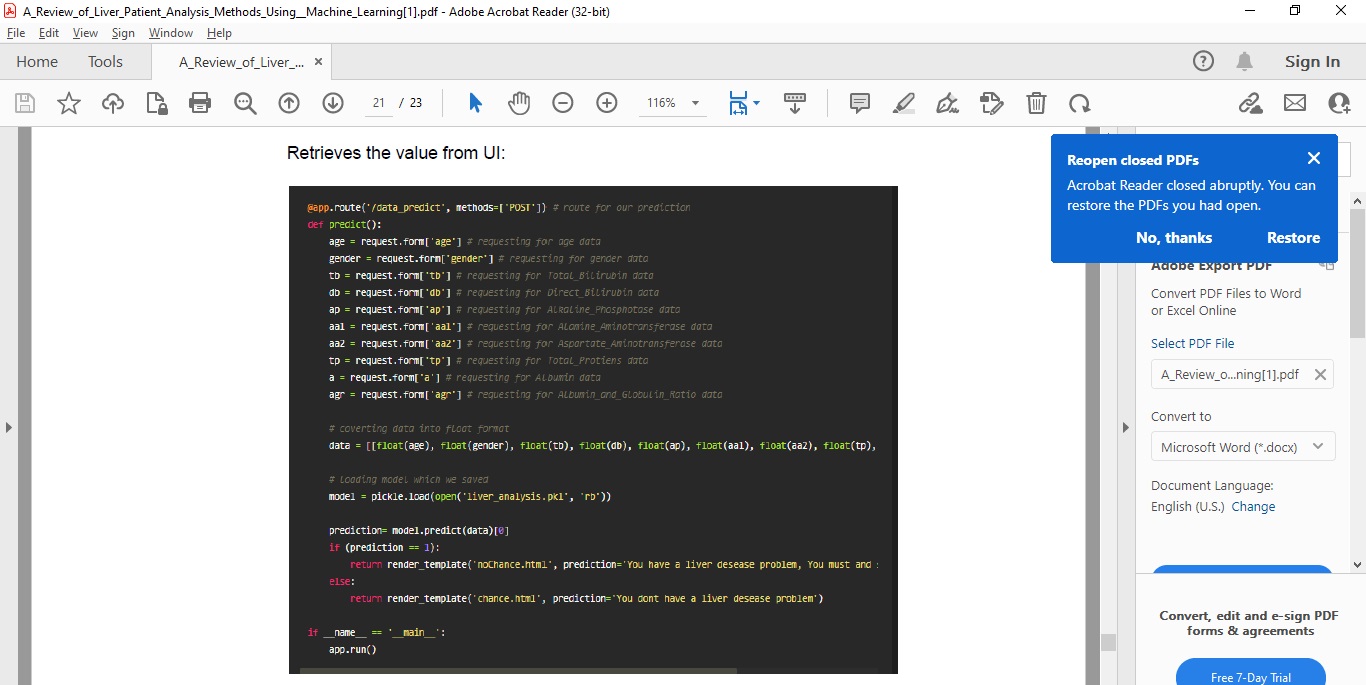 A_Review_of_Liver_Patient_Analysis_Methods_Using__Machine_Learning[1].pdf - Adobe Acrobat Reader (32-bit)
File Edit View Sign Window Help
Home Tools A_Review_of_Liver_... × Sign In
21 / 23 116%
Retrieves the value from UI:
@app.route('/data_predict', methods=['POST']) # route for our prediction
def predict():
age = request.form['age'] # requesting for age data
gender = request.form['gender'] # requesting for gender data
tb = request.form['tb'] # requesting for Total_Bilirubin data
db = request.form['db'] # requesting for Direct_Bilirubin data
ap = request.form['ap'] # requesting for Alkaline_Phosphotase data
aa1 = request.form['aa1'] # requesting for Alamine_Aminotransferase data
aa2 = request.form['aa2'] # requesting for Aspartate_Aminotransferase data
tp = request.form['tp'] # requesting for Total_Protiens data
a = request.form['a'] # requesting for Albumin data
agr = request.form['agr'] # requesting for Albumin_and_Globulin_Ratio data
# coverting data into float format
data = [[float(age), float(gender), float(tb), float(db), float(ap), float(aa1), float(aa2), float(tp),
# Loading model which we saved
model = pickle.load(open('liver_analysis.pkl', 'rb'))
prediction= model.predict(data)[0]
if (prediction == 1):
return render_template('noChance.html', prediction='You have a liver desease problem, You must and
else:
return render_template('chance.html', prediction='You dont have a liver desease problem')
if __name__ == '__main__':
app.run()
Reopen closed PDFs
Acrobat Reader closed abruptly. You can
restore the PDFs you had open.
No, thanks Restore
Adobe Export PDF
Convert PDF Files to Word
or Excel Online
Select PDF File
A_Review_o...ning[1].pdf
Convert to
Microsoft Word (*.docx)
Document Language:
English (U.S.) Change
Convert, edit and e-sign PDF
forms & agreements
Free 7-Day Trial